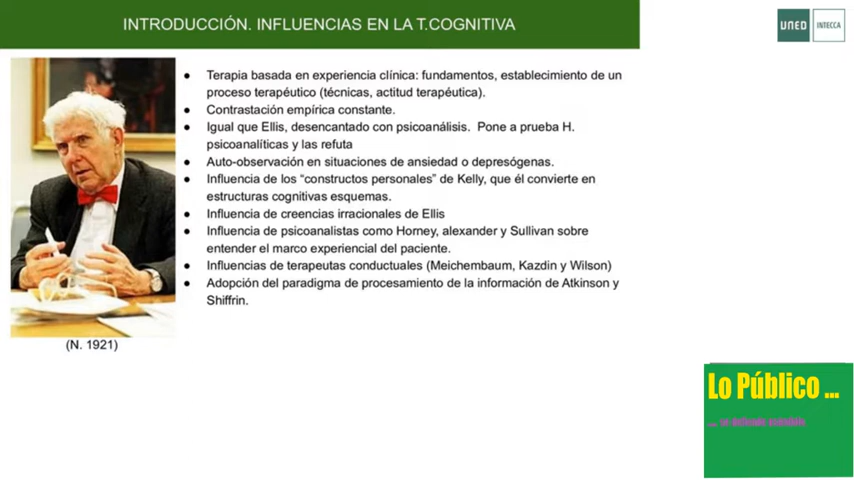 INTRODUCCIÓN. INFLUENCIAS EN LA T.COGNITIVA
UNED
INTECCA
● Terapia basada en experiencia clínica: fundamentos, establecimiento de un
proceso terapéutico (técnicas, actitud terapéutica).
● Contrastación empírica constante.
● Igual que Ellis, desencantado con psicoanálisis. Pone a prueba H.
psicoanalíticas y las refuta
● Auto-observación en situaciones de ansiedad o depresógenas.
● Influencia de los “constructos personales” de Kelly, que él convierte en
estructuras cognitivas esquemas.
● Influencia de creencias irracionales de Ellis
● Influencia de psicoanalistas como Horney, alexander y Sullivan sobre
entender el marco experiencial del paciente.
● Influencias de terapeutas conductuales (Meichembaum, Kazdin y Wilson)
● Adopción del paradigma de procesamiento de la información de Atkinson y
Shiffrin.
(N. 1921)
Lo Público ...